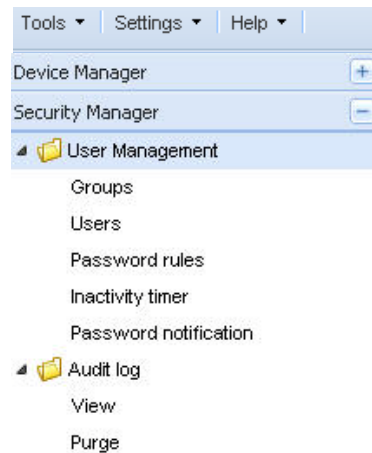 Tools Settings Help
Device Manager
Security Manager
User Management
Groups
Users
Password rules
Inactivity timer
Password notification
Audit log
View
Purge